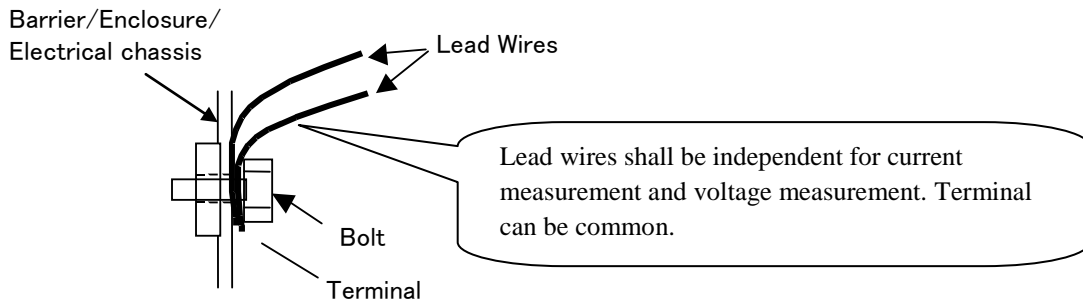 Barrier/Enclosure/
Electrical chassis
Lead Wires
Lead wires shall be independent for current
measurement and voltage measurement. Terminal
can be common.
Bolt
Terminal